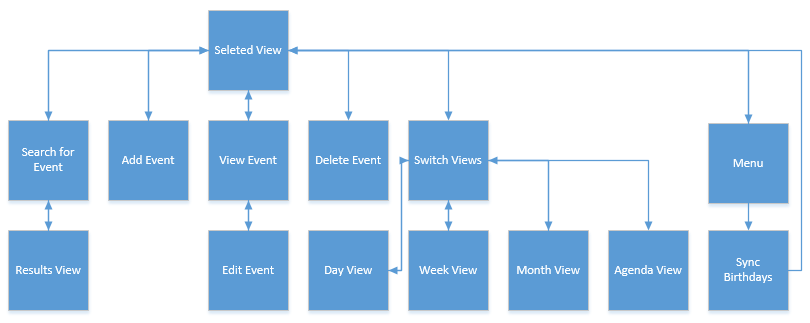 Seleted View
Search for
Event
Add Event
View Event
Delete Event
Switch Views
Menu
Results View
Edit Event
Day View
Week View
Month View
Agenda View
Sync
Birthdays